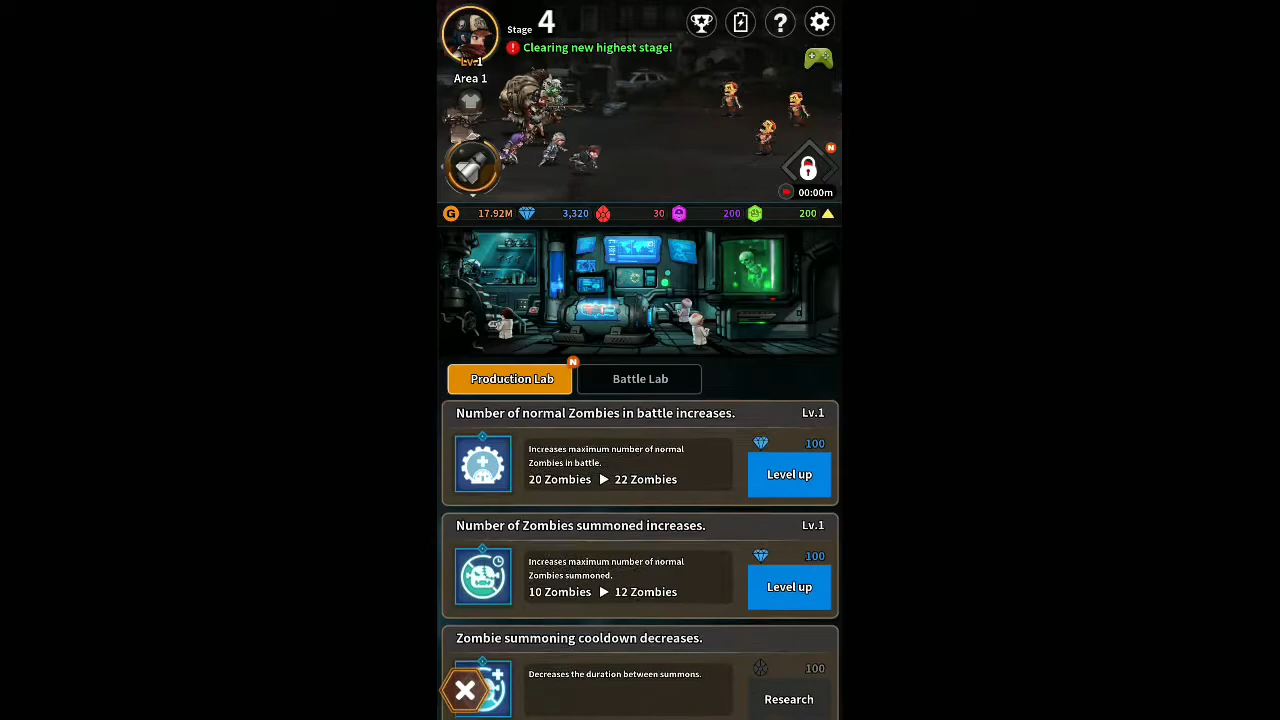 Stage 4
Clearing new highest stage!
Lv.1
Area 1
N
00:00m
G 17.92M 3,320 30 200 200
Production Lab N Battle Lab
Number of normal Zombies in battle increases. Lv.1
Increases maximum number of normal
Zombies in battle.
20 Zombies ▶ 22 Zombies
100
Level up
Number of Zombies summoned increases. Lv.1
Increases maximum number of normal
Zombies summoned.
10 Zombies ▶ 12 Zombies
100
Level up
Zombie summoning cooldown decreases.
Decreases the duration between summons.
100
Research